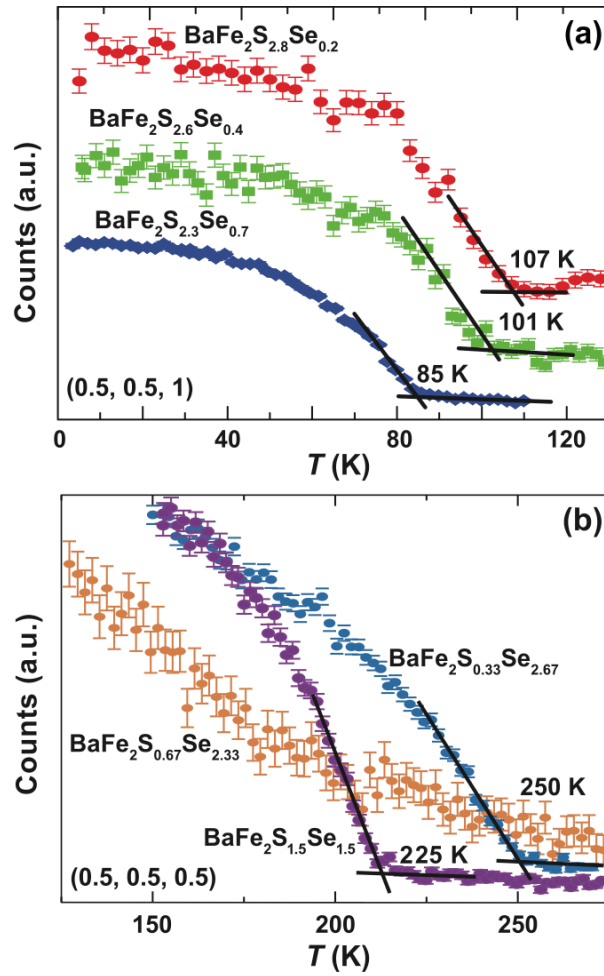 (a)
BaFe₂S₂.₈Se₀.₂
BaFe₂S₂.₆Se₀.₄
BaFe₂S₂.₃Se₀.₇
107 K
101 K
85 K
(0.5, 0.5, 1)
Counts (a.u.)
0 40 80 120
T (K)
(b)
BaFe₂S₀.₃₃Se₂.₆₇
BaFe₂S₀.₆₇Se₂.₃₃
250 K
BaFe₂S₁.₅Se₁.₅
225 K
(0.5, 0.5, 0.5)
Counts (a.u.)
150 200 250
T (K)